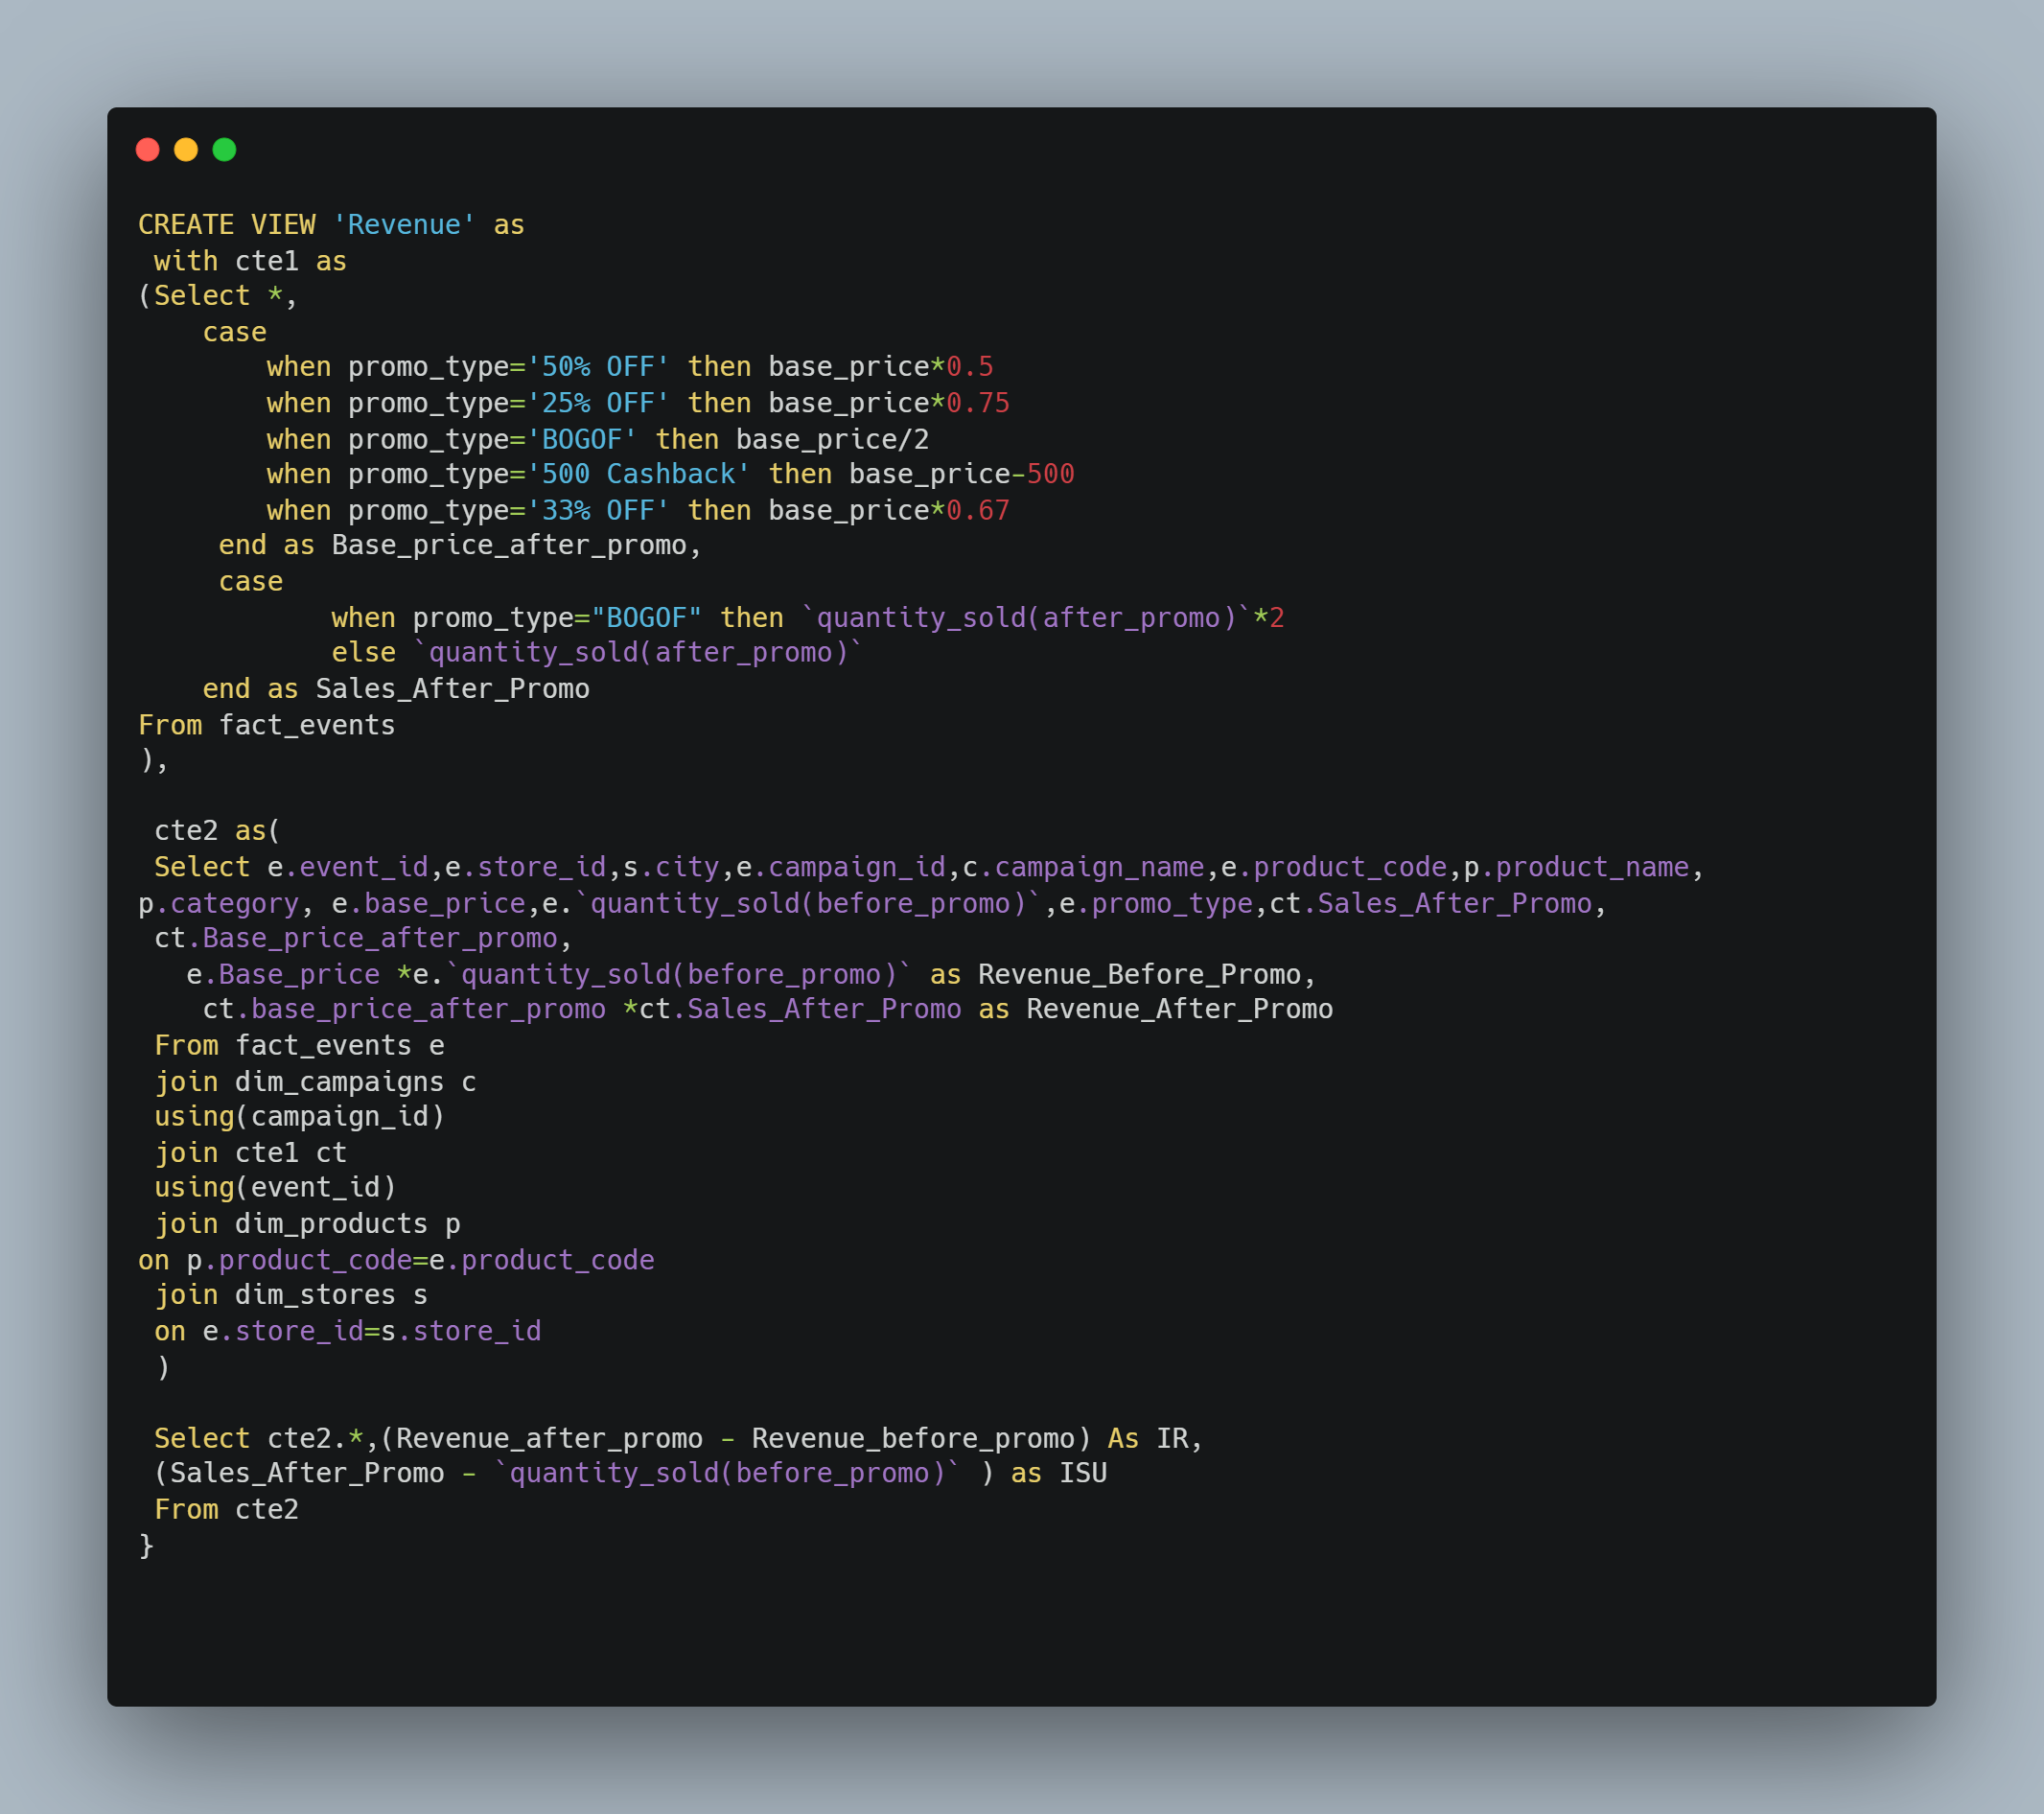 CREATE VIEW 'Revenue' as
 with cte1 as
(Select *,
    case
        when promo_type='50% OFF' then base_price*0.5
        when promo_type='25% OFF' then base_price*0.75
        when promo_type='BOGOF' then base_price/2
        when promo_type='500 Cashback' then base_price-500
        when promo_type='33% OFF' then base_price*0.67
     end as Base_price_after_promo,
     case
            when promo_type="BOGOF" then `quantity_sold(after_promo)`*2
            else `quantity_sold(after_promo)`
    end as Sales_After_Promo
From fact_events
),

 cte2 as(
 Select e.event_id,e.store_id,s.city,e.campaign_id,c.campaign_name,e.product_code,p.product_name,
p.category, e.base_price,e.`quantity_sold(before_promo)`,e.promo_type,ct.Sales_After_Promo,
 ct.Base_price_after_promo,
   e.Base_price *e.`quantity_sold(before_promo)` as Revenue_Before_Promo,
    ct.base_price_after_promo *ct.Sales_After_Promo as Revenue_After_Promo
 From fact_events e
 join dim_campaigns c
 using(campaign_id)
 join cte1 ct
 using(event_id)
 join dim_products p
on p.product_code=e.product_code
 join dim_stores s
 on e.store_id=s.store_id
 )

 Select cte2.*,(Revenue_after_promo - Revenue_before_promo) As IR,
 (Sales_After_Promo - `quantity_sold(before_promo)` ) as ISU
 From cte2
}